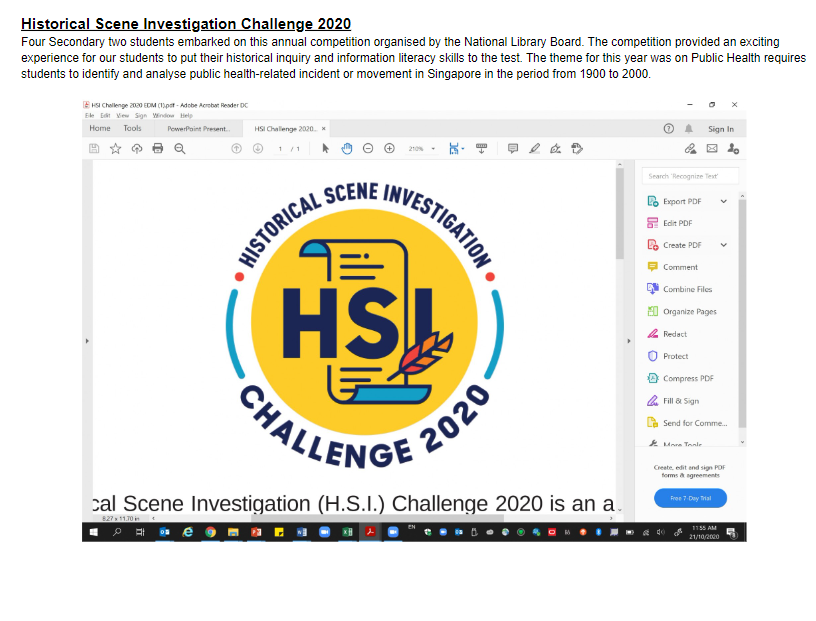 Historical Scene Investigation Challenge 2020
Four Secondary two students embarked on this annual competition organised by the National Library Board. The competition provided an exciting
experience for our students to put their historical inquiry and information literacy skills to the test. The theme for this year was on Public Health requires
students to identify and analyse public health-related incident or movement in Singapore in the period from 1900 to 2000.
HSI Challenge 2020 EDM (1).pdf - Adobe Acrobat Reader DC
File Edit View Sign Window Help
Home Tools PowerPoint Present... HSI Challenge 2020... × Sign In
1 / 1 210%
Search 'Recognize Text'
Export PDF
Edit PDF
Create PDF
Comment
Combine Files
Organize Pages
Redact
Protect
Compress PDF
Fill & Sign
Send for Comme...
More Tools
Create, edit and sign PDF
forms & agreements
Free 7-Day Trial
HISTORICAL SCENE INVESTIGATION
HSI
CHALLENGE 2020
cal Scene Investigation (H.S.I.) Challenge 2020 is an a
8.27 x 11.70 in
EN
11:55 AM
21/10/2020